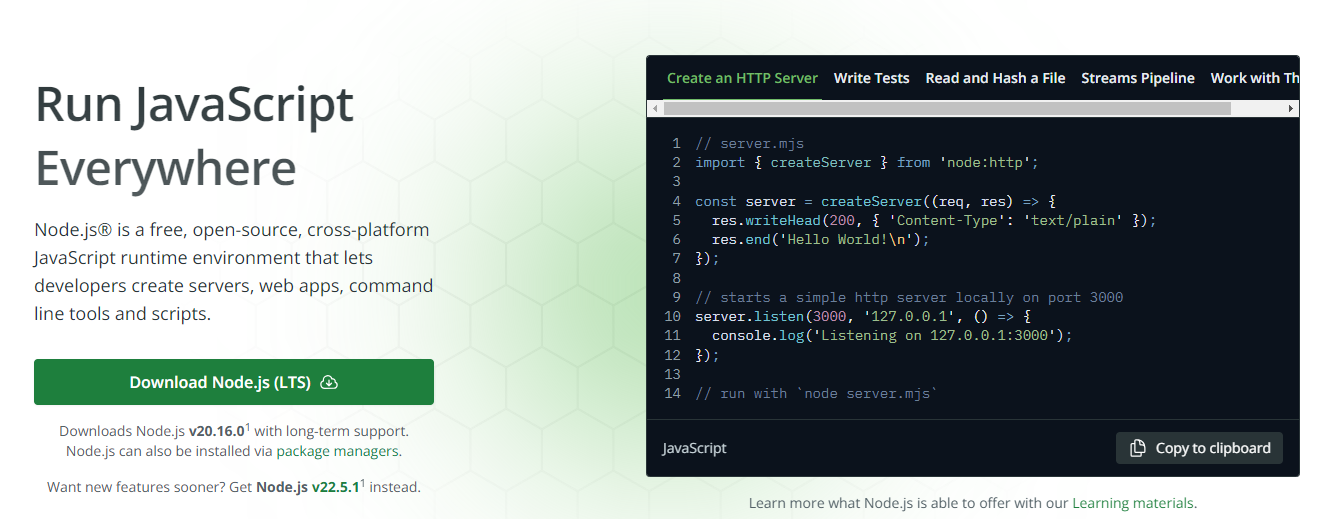 Run JavaScript
Everywhere
Node.js® is a free, open-source, cross-platform
JavaScript runtime environment that lets
developers create servers, web apps, command
line tools and scripts.
Download Node.js (LTS)
Downloads Node.js v20.16.0¹ with long-term support.
Node.js can also be installed via package managers.
Want new features sooner? Get Node.js v22.5.1¹ instead.
Create an HTTP Server Write Tests Read and Hash a File Streams Pipeline Work with Th
1 // server.mjs
2 import { createServer } from 'node:http';
3
4 const server = createServer((req, res) => {
5   res.writeHead(200, { 'Content-Type': 'text/plain' });
6   res.end('Hello World!\n');
7 });
8
9 // starts a simple http server locally on port 3000
10 server.listen(3000, '127.0.0.1', () => {
11   console.log('Listening on 127.0.0.1:3000');
12 });
13
14 // run with `node server.mjs`
JavaScript Copy to clipboard
Learn more what Node.js is able to offer with our Learning materials.